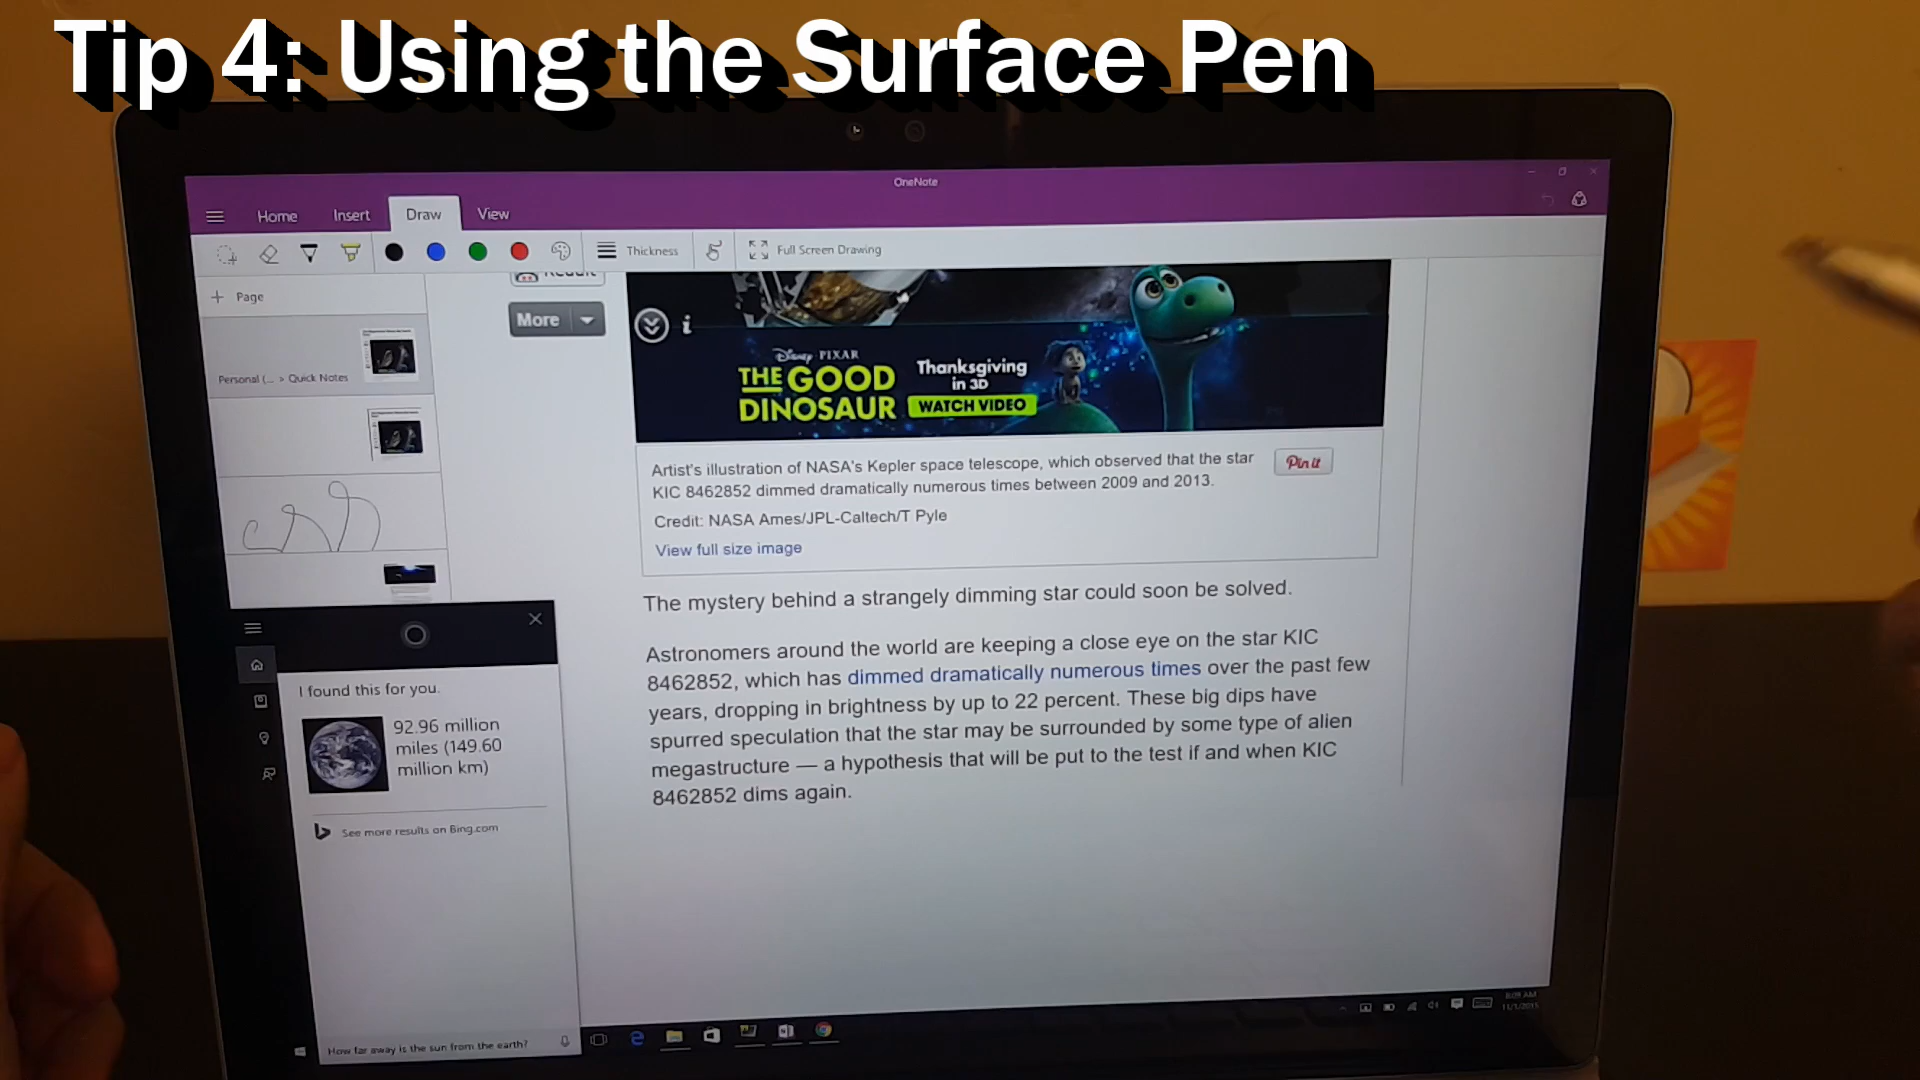 Tip 4: Using the Surface Pen
OneNote
Home Insert Draw View
Thickness
Full Screen Drawing
+ Page
Personal (... > Quick Notes
Reddit
More
i
Disney PIXAR
THE GOOD
DINOSAUR
Thanksgiving
in 3D
WATCH VIDEO
Artist's illustration of NASA's Kepler space telescope, which observed that the star
KIC 8462852 dimmed dramatically numerous times between 2009 and 2013.
Pin it
Credit: NASA Ames/JPL-Caltech/T Pyle
View full size image
The mystery behind a strangely dimming star could soon be solved.
Astronomers around the world are keeping a close eye on the star KIC
8462852, which has dimmed dramatically numerous times over the past few
years, dropping in brightness by up to 22 percent. These big dips have
spurred speculation that the star may be surrounded by some type of alien
megastructure — a hypothesis that will be put to the test if and when KIC
8462852 dims again.
I found this for you.
92.96 million
miles (149.60
million km)
See more results on Bing.com
How far away is the sun from the earth?
8:09 AM
11/1/2015